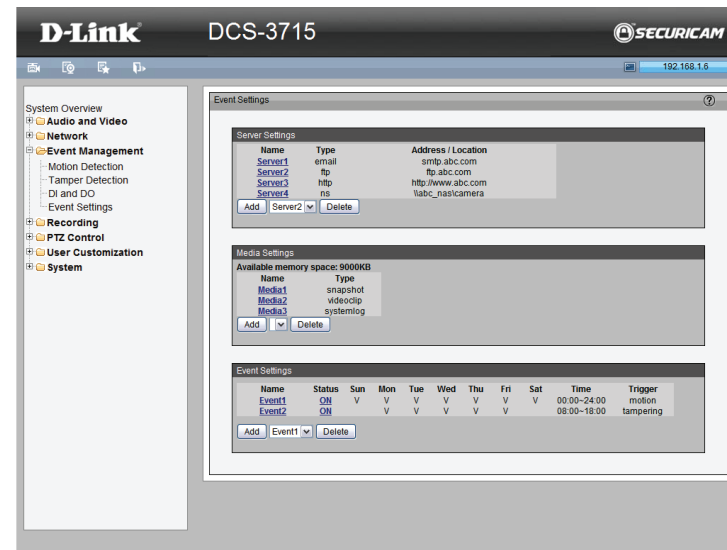 D-Link DCS-3715 SECURICAM
192.168.1.6
System Overview
Audio and Video
Network
Event Management
Motion Detection
Tamper Detection
DI and DO
Event Settings
Recording
PTZ Control
User Customization
System
Event Settings ?
Server Settings
Name Type Address / Location
Server1 email smtp.abc.com
Server2 ftp ftp.abc.com
Server3 http http://www.abc.com
Server4 ns \\abc_nas\camera
Add Server2 Delete
Media Settings
Available memory space: 9000KB
Name Type
Media1 snapshot
Media2 videoclip
Media3 systemlog
Add Delete
Event Settings
Name Status Sun Mon Tue Wed Thu Fri Sat Time Trigger
Event1 ON V V V V V V V 00:00~24:00 motion
Event2 ON V V V V V 08:00~18:00 tampering
Add Event1 Delete